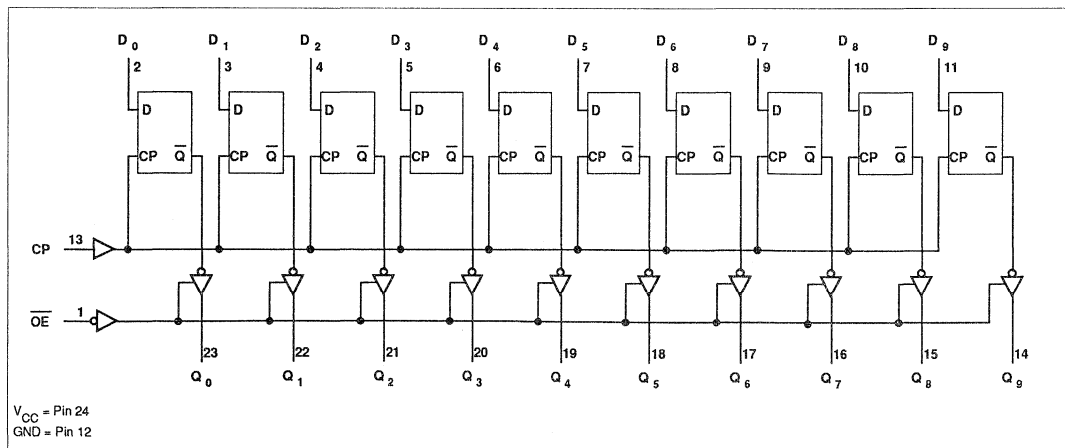 D0 D1 D2 D3 D4 D5 D6 D7 D8 D9
2 3 4 5 6 7 8 9 10 11
D D D D D D D D D D
CP Q̅ CP Q̅ CP Q̅ CP Q̅ CP Q̅ CP Q̅ CP Q̅ CP Q̅ CP Q̅ CP Q̅
CP 13
O̅E̅ 1
23 22 21 20 19 18 17 16 15 14
Q0 Q1 Q2 Q3 Q4 Q5 Q6 Q7 Q8 Q9
VCC = Pin 24
GND = Pin 12